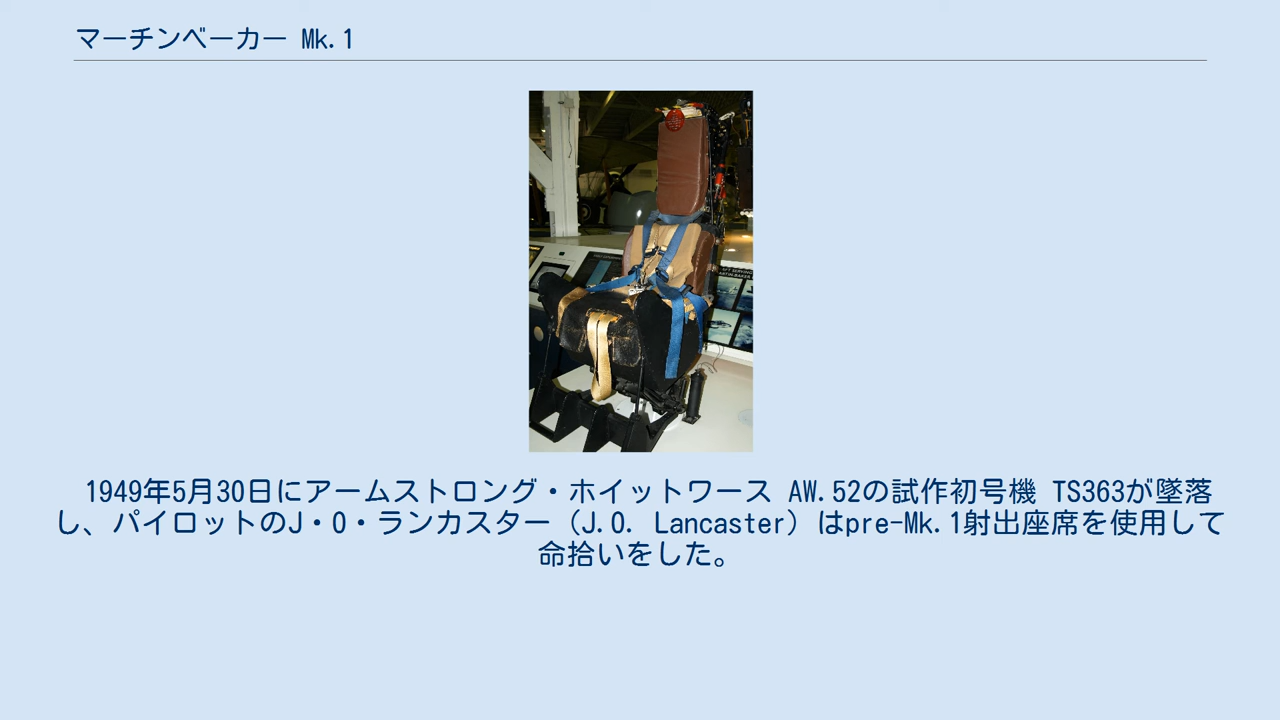 マーチンベーカー Mk.1
1949年5月30日にアームストロング・ホイットワース AW.52の試作初号機 TS363が墜落
し、パイロットのJ・O・ランカスター（J.O. Lancaster）はpre-Mk.1射出座席を使用して
命拾いをした。